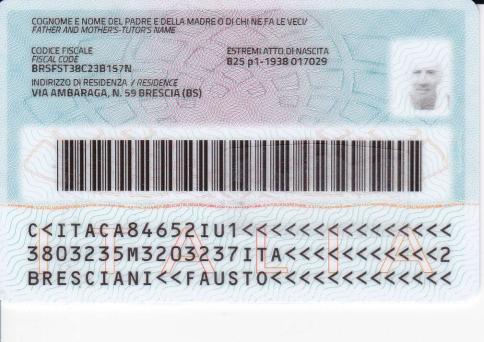 COGNOME E NOME DEL PADRE E DELLA MADRE O DI CHI NE FA LE VECI/
FATHER AND MOTHER'S-TUTOR'S NAME
CODICE FISCALE
FISCAL CODE
BRSFST38C23B157N
ESTREMI ATTO DI NASCITA
B25 p1-1938 017029
INDIRIZZO DI RESIDENZA / RESIDENCE
VIA AMBARAGA, N. 59 BRESCIA (BS)
ITALIA
C<ITACA84652IU1<<<<<<<<<<<<<<<
3803235M3203237ITA<<<<<<<<<<<2
BRESCIANI<<FAUSTO<<<<<<<<<<<<<